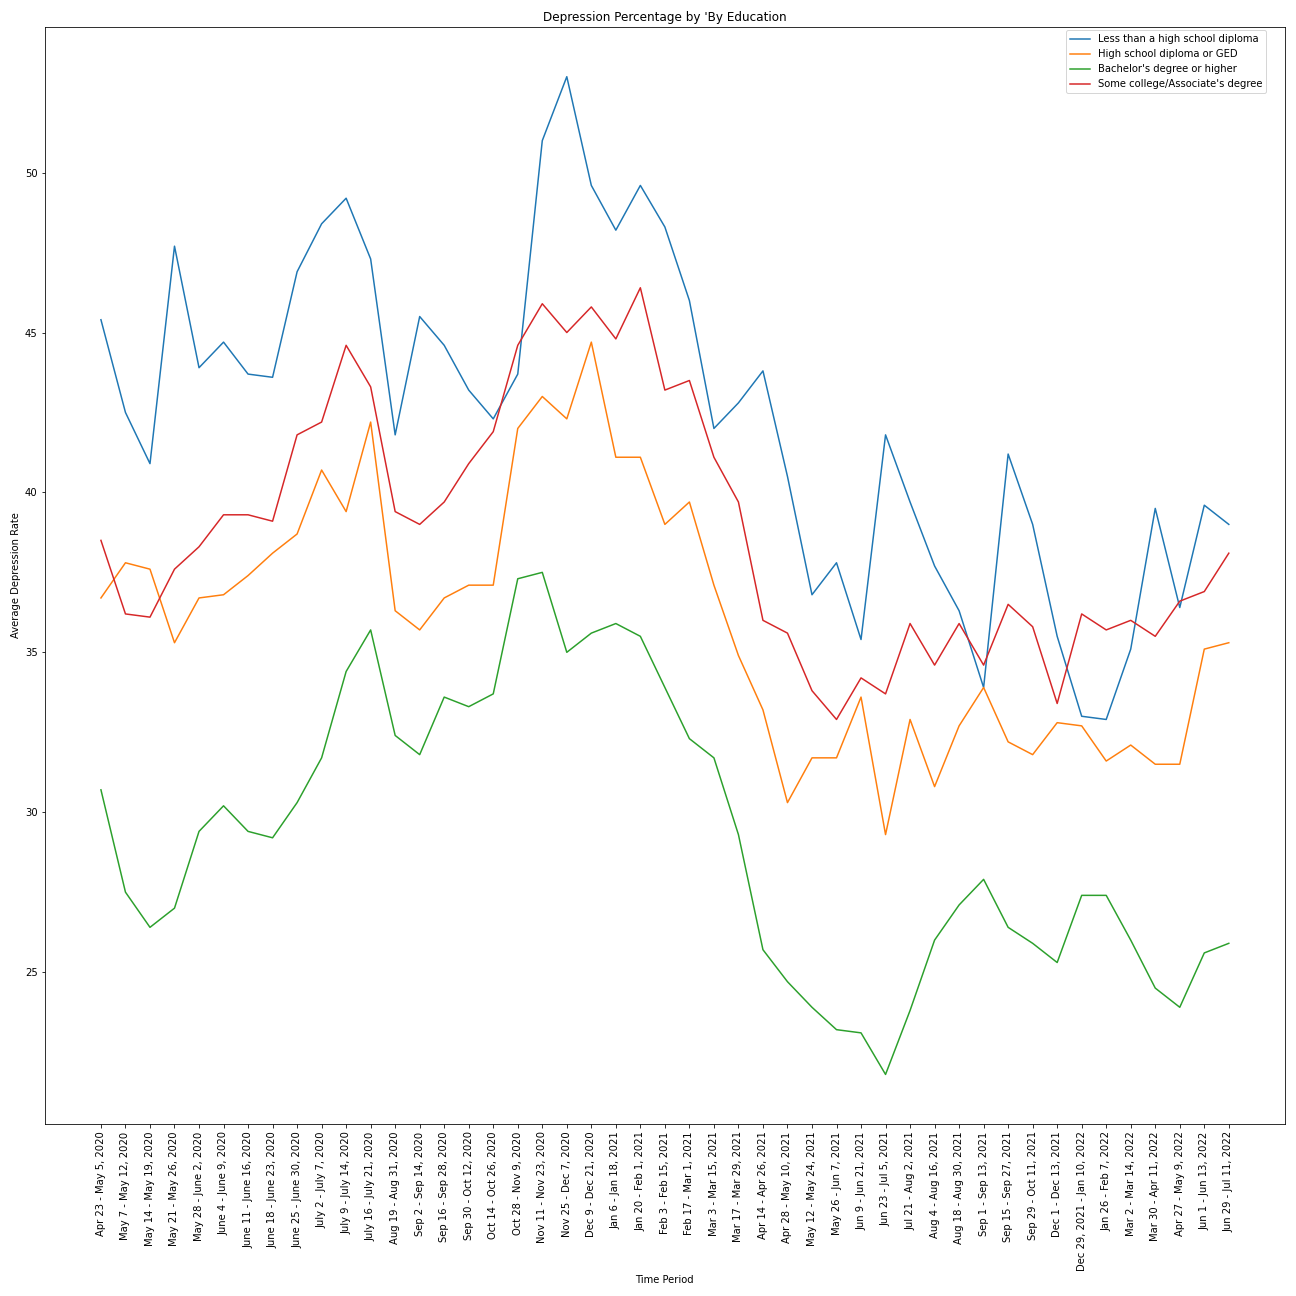 Depression Percentage by 'By Education
Less than a high school diploma
High school diploma or GED
Bachelor's degree or higher
Some college/Associate's degree
Average Depression Rate
50
45
40
35
30
25
Apr 23 - May 5, 2020
May 7 - May 12, 2020
May 14 - May 19, 2020
May 21 - May 26, 2020
May 28 - June 2, 2020
June 4 - June 9, 2020
June 11 - June 16, 2020
June 18 - June 23, 2020
June 25 - June 30, 2020
July 2 - July 7, 2020
July 9 - July 14, 2020
July 16 - July 21, 2020
Aug 19 - Aug 31, 2020
Sep 2 - Sep 14, 2020
Sep 16 - Sep 28, 2020
Sep 30 - Oct 12, 2020
Oct 14 - Oct 26, 2020
Oct 28 - Nov 9, 2020
Nov 11 - Nov 23, 2020
Nov 25 - Dec 7, 2020
Dec 9 - Dec 21, 2020
Jan 6 - Jan 18, 2021
Jan 20 - Feb 1, 2021
Feb 3 - Feb 15, 2021
Feb 17 - Mar 1, 2021
Mar 3 - Mar 15, 2021
Mar 17 - Mar 29, 2021
Apr 14 - Apr 26, 2021
Apr 28 - May 10, 2021
May 12 - May 24, 2021
May 26 - Jun 7, 2021
Jun 9 - Jun 21, 2021
Jun 23 - Jul 5, 2021
Jul 21 - Aug 2, 2021
Aug 4 - Aug 16, 2021
Aug 18 - Aug 30, 2021
Sep 1 - Sep 13, 2021
Sep 15 - Sep 27, 2021
Sep 29 - Oct 11, 2021
Dec 1 - Dec 13, 2021
Dec 29, 2021 - Jan 10, 2022
Jan 26 - Feb 7, 2022
Mar 2 - Mar 14, 2022
Mar 30 - Apr 11, 2022
Apr 27 - May 9, 2022
Jun 1 - Jun 13, 2022
Jun 29 - Jul 11, 2022
Time Period